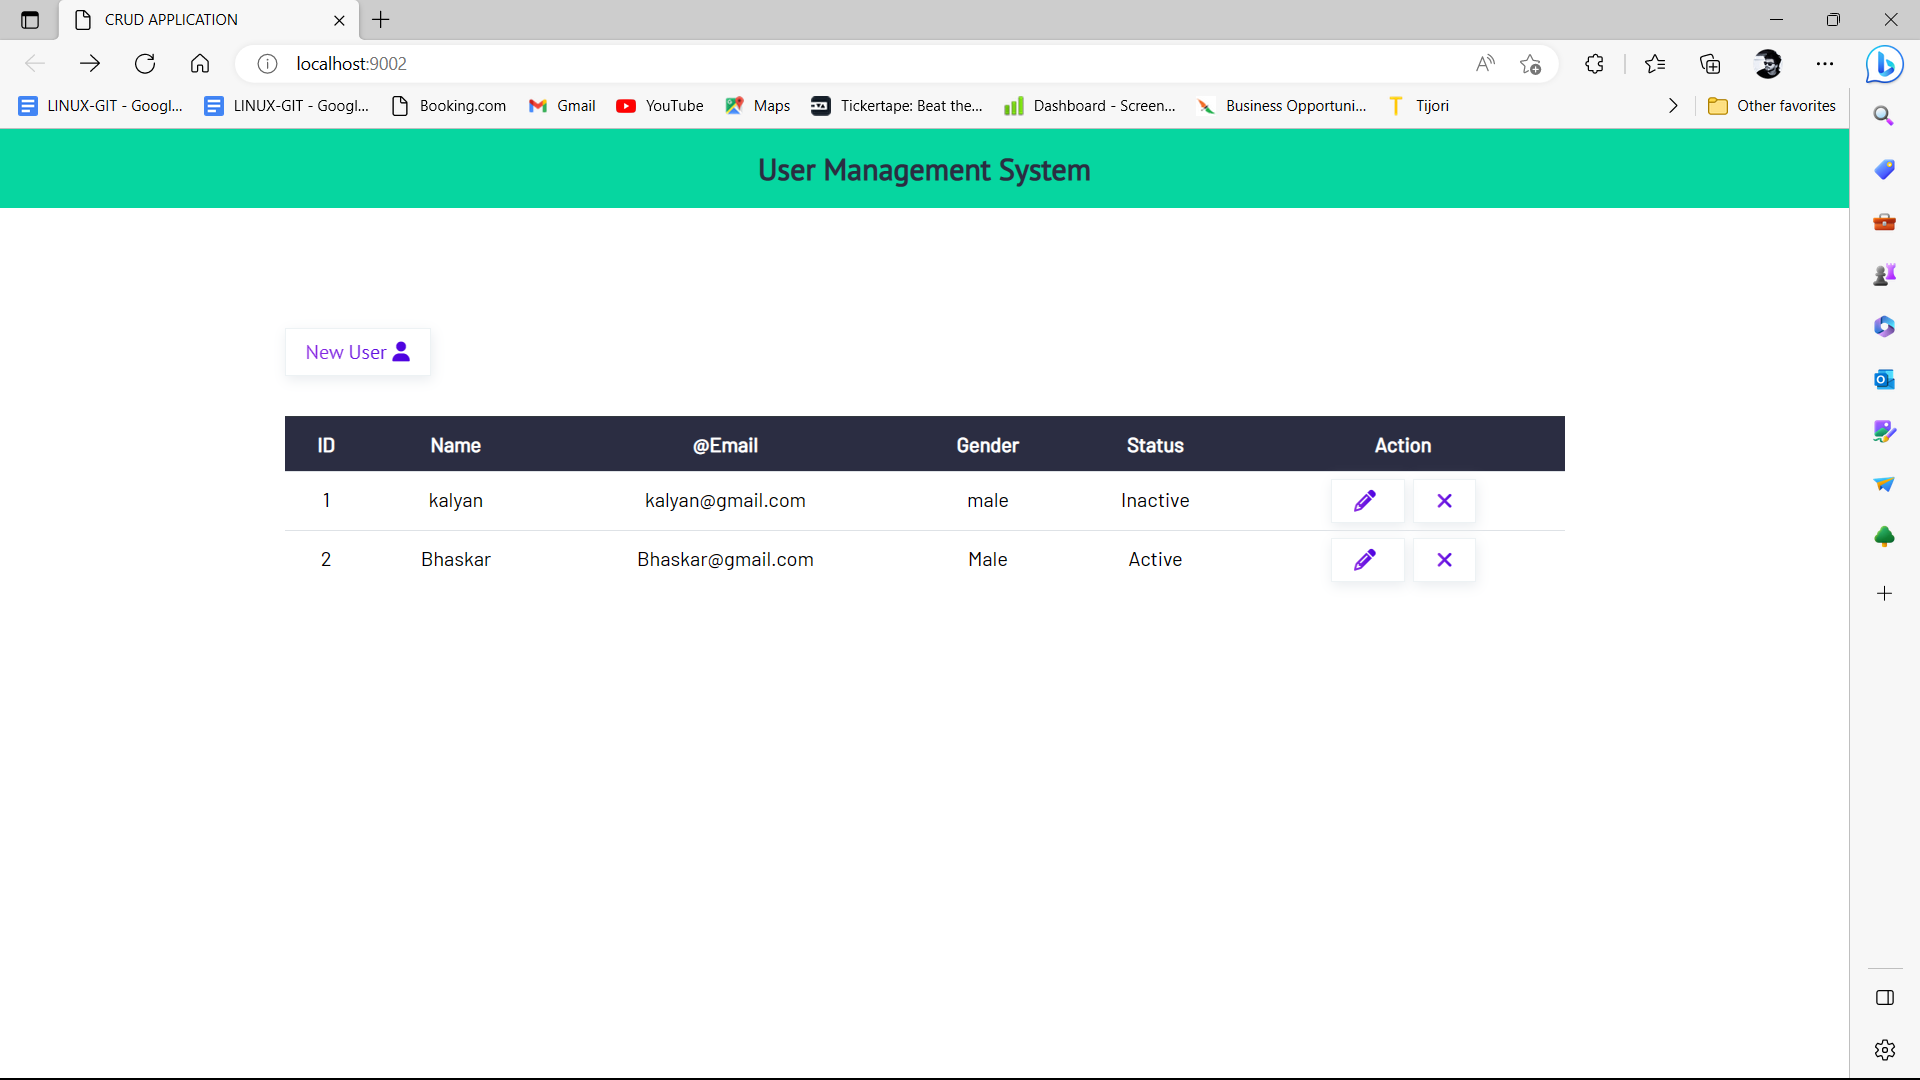 CRUD APPLICATION
localhost:9002
LINUX-GIT - Googl... LINUX-GIT - Googl... Booking.com Gmail YouTube Maps Tickertape: Beat the... Dashboard - Screen... Business Opportuni... Tijori Other favorites
User Management System
New User
ID Name @Email Gender Status Action
1 kalyan kalyan@gmail.com male Inactive
2 Bhaskar Bhaskar@gmail.com Male Active